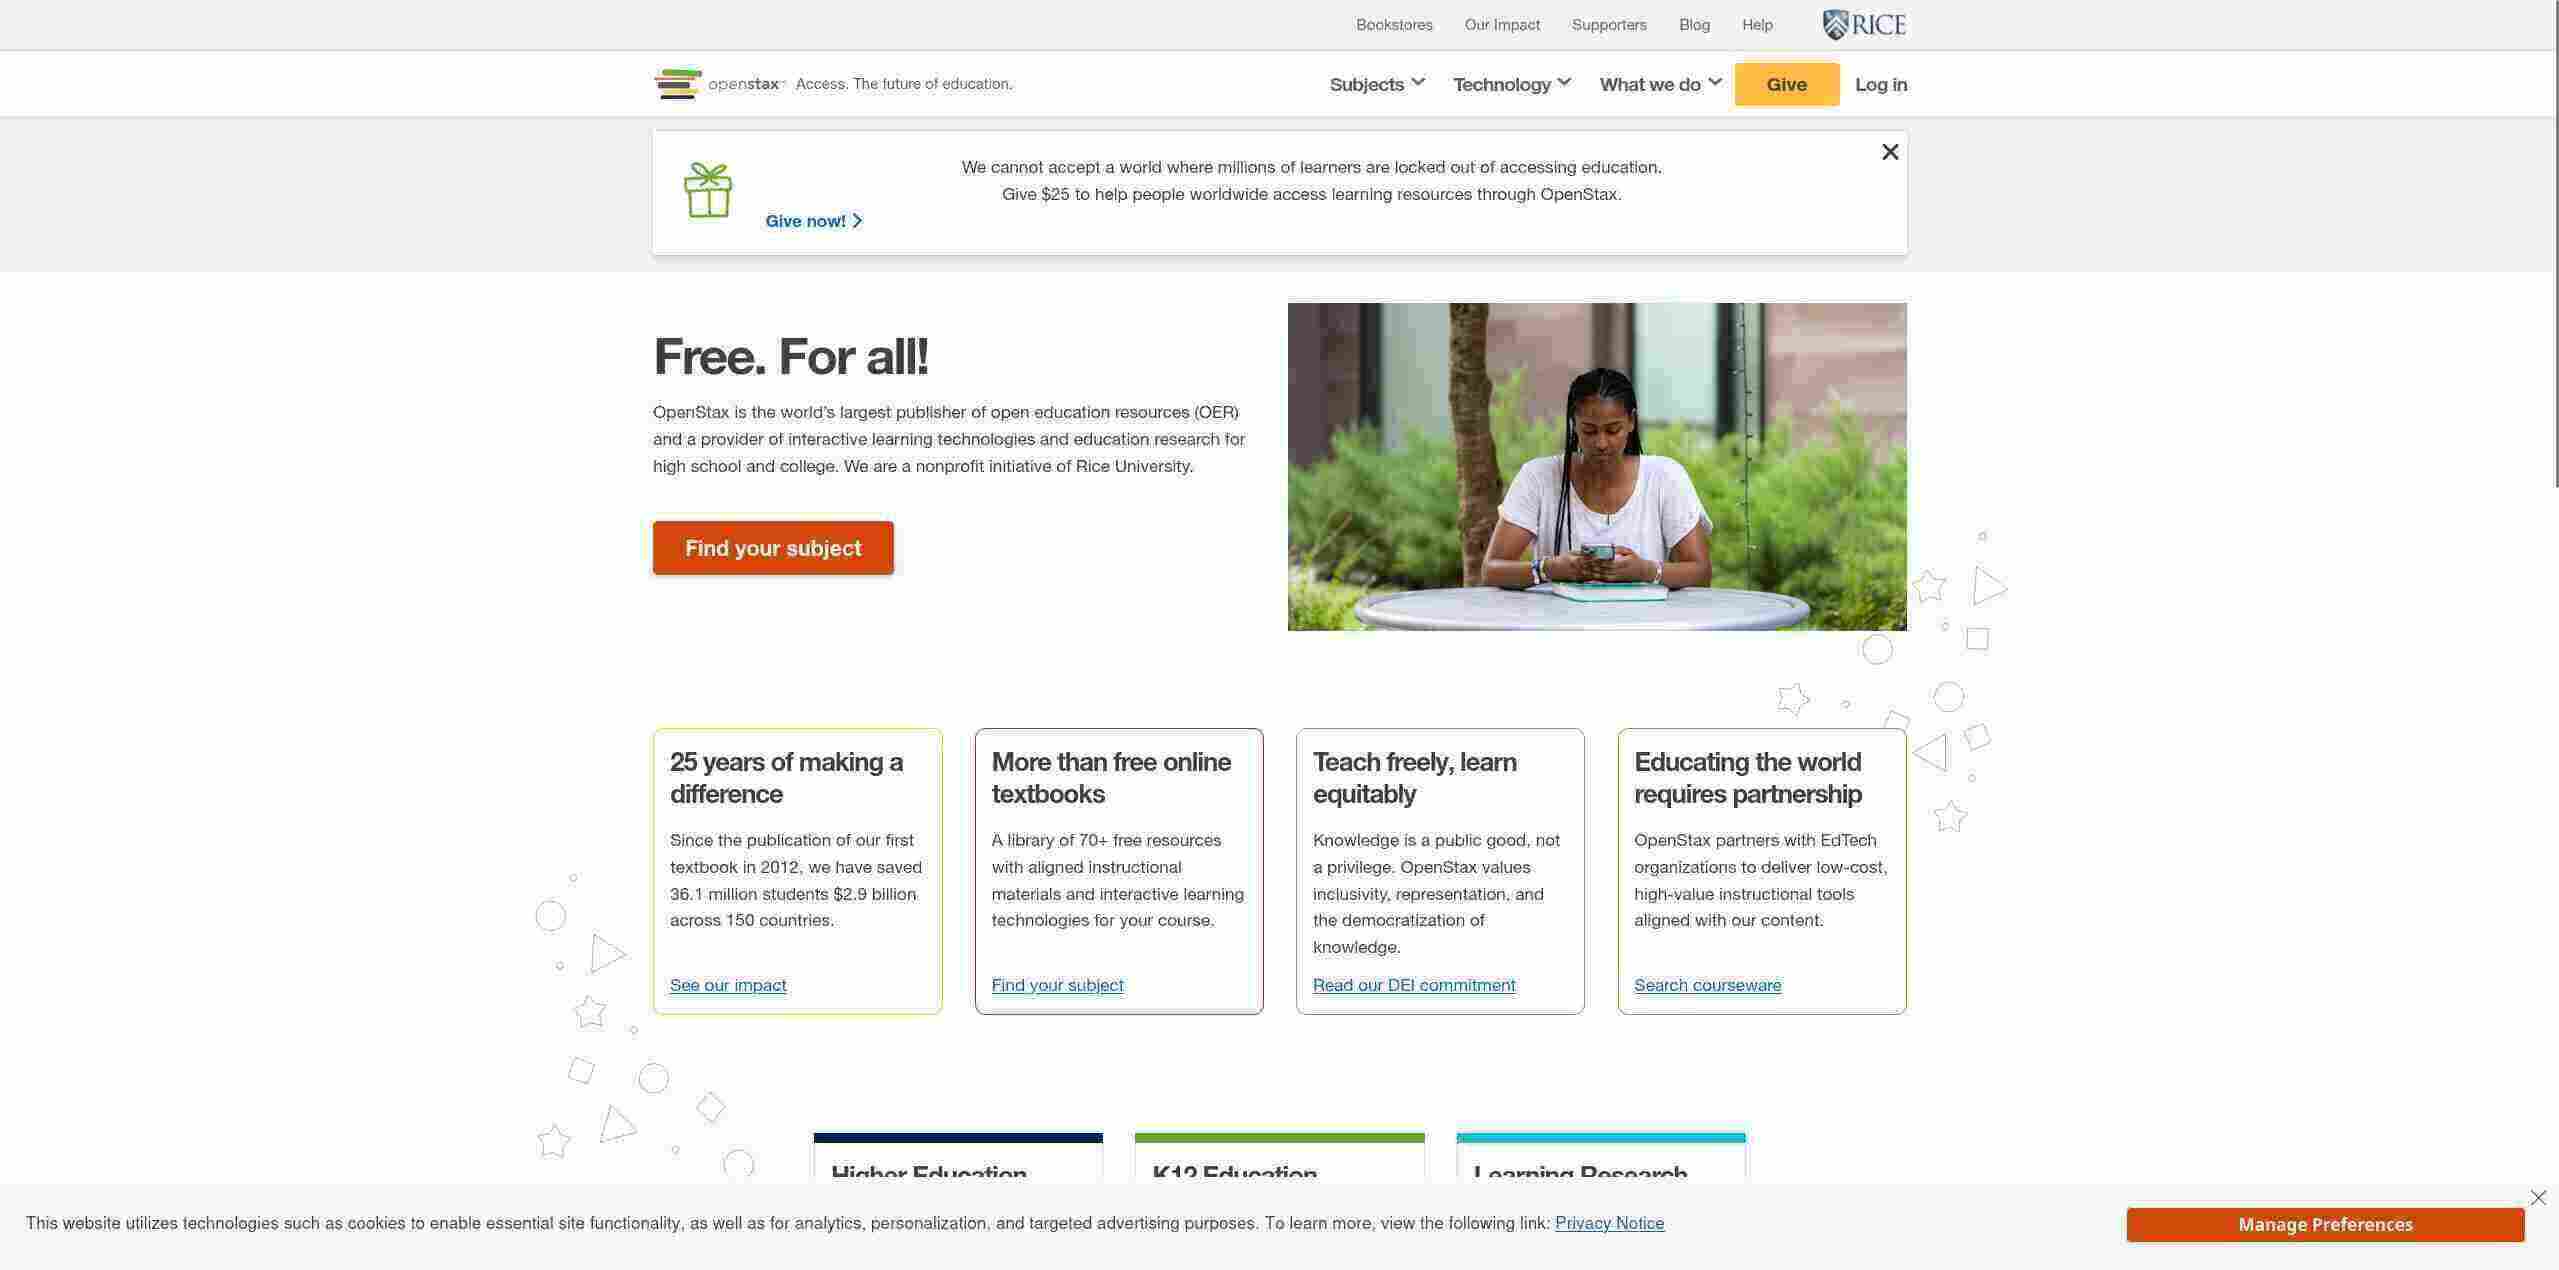 Bookstores Our Impact Supporters Blog Help RICE
openstax Access. The future of education. Subjects Technology What we do Give Log in
We cannot accept a world where millions of learners are locked out of accessing education.
Give $25 to help people worldwide access learning resources through OpenStax.
Give now!
Free. For all!
OpenStax is the world's largest publisher of open education resources (OER)
and a provider of interactive learning technologies and education research for
high school and college. We are a nonprofit initiative of Rice University.
Find your subject
25 years of making a
difference
Since the publication of our first
textbook in 2012, we have saved
36.1 million students $2.9 billion
across 150 countries.
See our impact
More than free online
textbooks
A library of 70+ free resources
with aligned instructional
materials and interactive learning
technologies for your course.
Find your subject
Teach freely, learn
equitably
Knowledge is a public good, not
a privilege. OpenStax values
inclusivity, representation, and
the democratization of
knowledge.
Read our DEI commitment
Educating the world
requires partnership
OpenStax partners with EdTech
organizations to deliver low-cost,
high-value instructional tools
aligned with our content.
Search courseware
Higher Education
K12 Education
Learning Research
This website utilizes technologies such as cookies to enable essential site functionality, as well as for analytics, personalization, and targeted advertising purposes. To learn more, view the following link: Privacy Notice
Manage Preferences